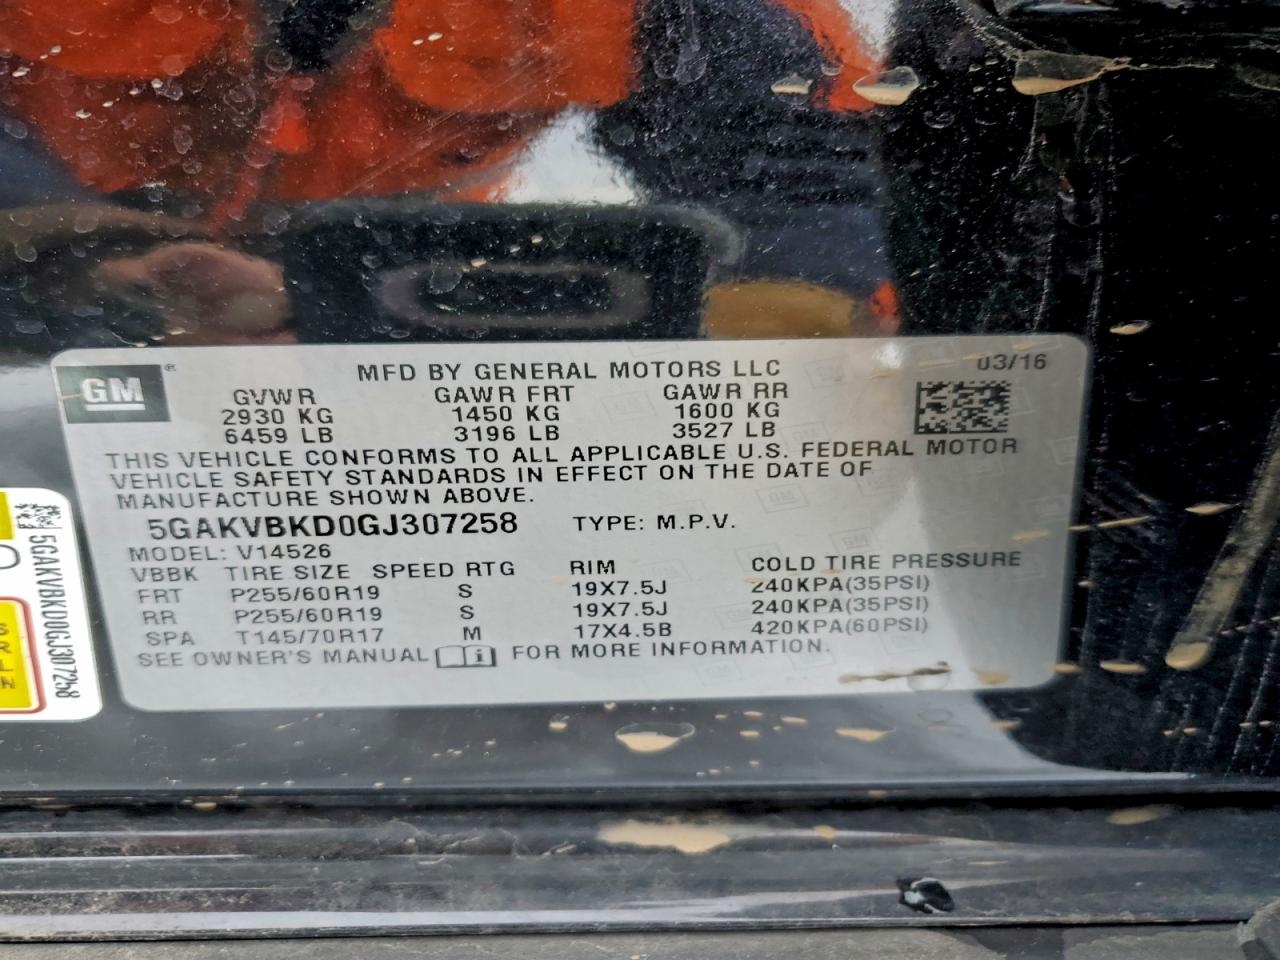 GM ®
MFD BY GENERAL MOTORS LLC 03/16
GVWR GAWR FRT GAWR RR
2930 KG 1450 KG 1600 KG
6459 LB 3196 LB 3527 LB
THIS VEHICLE CONFORMS TO ALL APPLICABLE U.S. FEDERAL MOTOR
VEHICLE SAFETY STANDARDS IN EFFECT ON THE DATE OF
MANUFACTURE SHOWN ABOVE.
5GAKVBKD0GJ307258 TYPE: M.P.V.
MODEL: V14526
VBBK TIRE SIZE SPEED RTG RIM COLD TIRE PRESSURE
FRT P255/60R19 S 19X7.5J 240KPA(35PSI)
RR P255/60R19 S 19X7.5J 240KPA(35PSI)
SPA T145/70R17 M 17X4.5B 420KPA(60PSI)
SEE OWNER'S MANUAL i FOR MORE INFORMATION.
5GAKVBKD0GJ307258